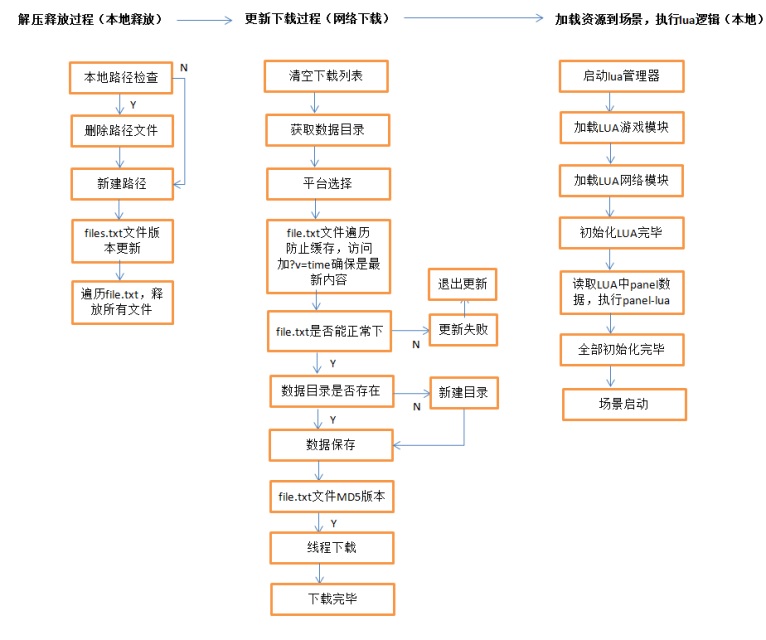 解压释放过程（本地释放）
更新下载过程（网络下载）
加载资源到场景，执行lua逻辑（本地）
本地路径检查
N
Y
删除路径文件
新建路径
files.txt文件版
本更新
遍历file.txt，释
放所有文件
清空下载列表
获取数据目录
平台选择
file.txt文件遍历
防止缓存，访问
加?v=time确保是最
新内容
退出更新
file.txt是否能正常下
N
更新失败
Y
数据目录是否存在
N
新建目录
Y
数据保存
file.txt文件MD5版本
Y
线程下载
下载完毕
启动lua管理器
加载LUA游戏模块
加载LUA网络模块
初始化LUA完毕
读取LUA中panel数
据，执行panel-lua
全部初始化完毕
场景启动